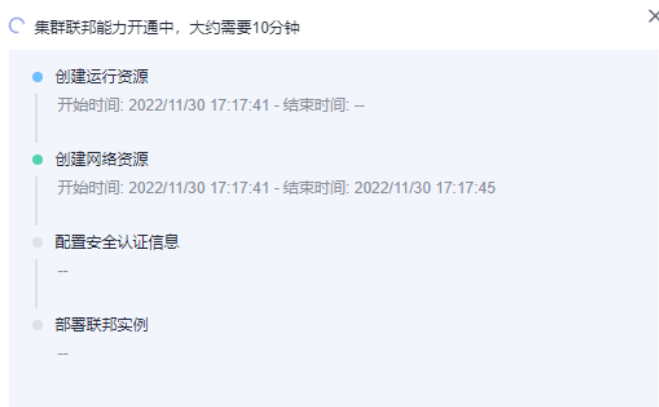 集群联邦能力开通中，大约需要10分钟
创建运行资源
开始时间: 2022/11/30 17:17:41 - 结束时间: --
创建网络资源
开始时间: 2022/11/30 17:17:41 - 结束时间: 2022/11/30 17:17:45
配置安全认证信息
--
部署联邦实例
--